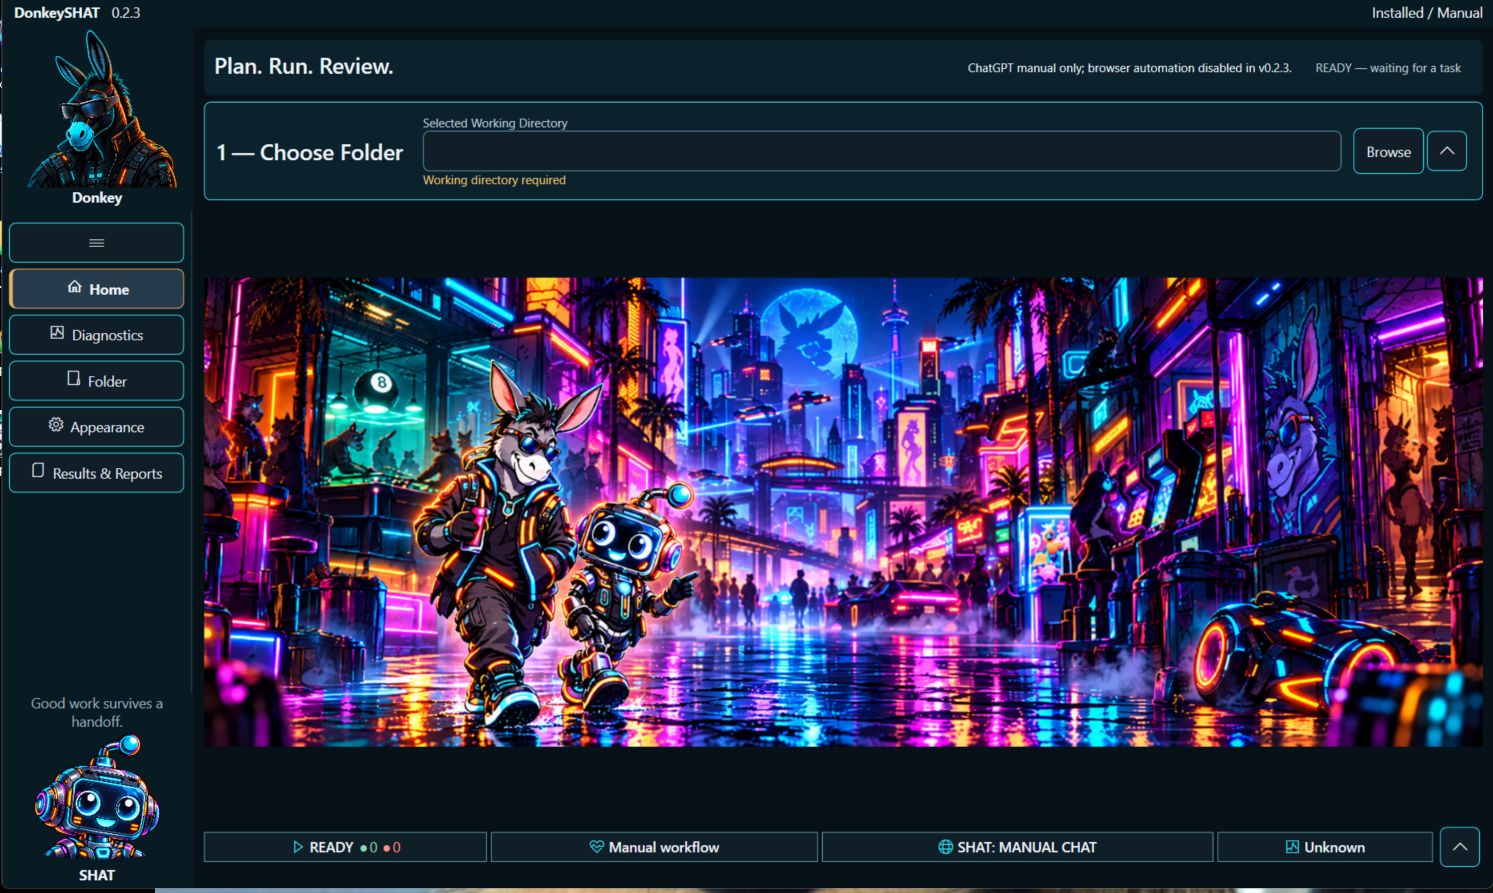 DonkeySHAT 0.2.3
Installed / Manual
Donkey
Home
Diagnostics
Folder
Appearance
Results & Reports
Good work survives a
handoff.
SHAT
Plan. Run. Review.
ChatGPT manual only; browser automation disabled in v0.2.3.
READY — waiting for a task
1 — Choose Folder
Selected Working Directory
Working directory required
Browse
8
READY ●0 ●0
Manual workflow
SHAT: MANUAL CHAT
Unknown